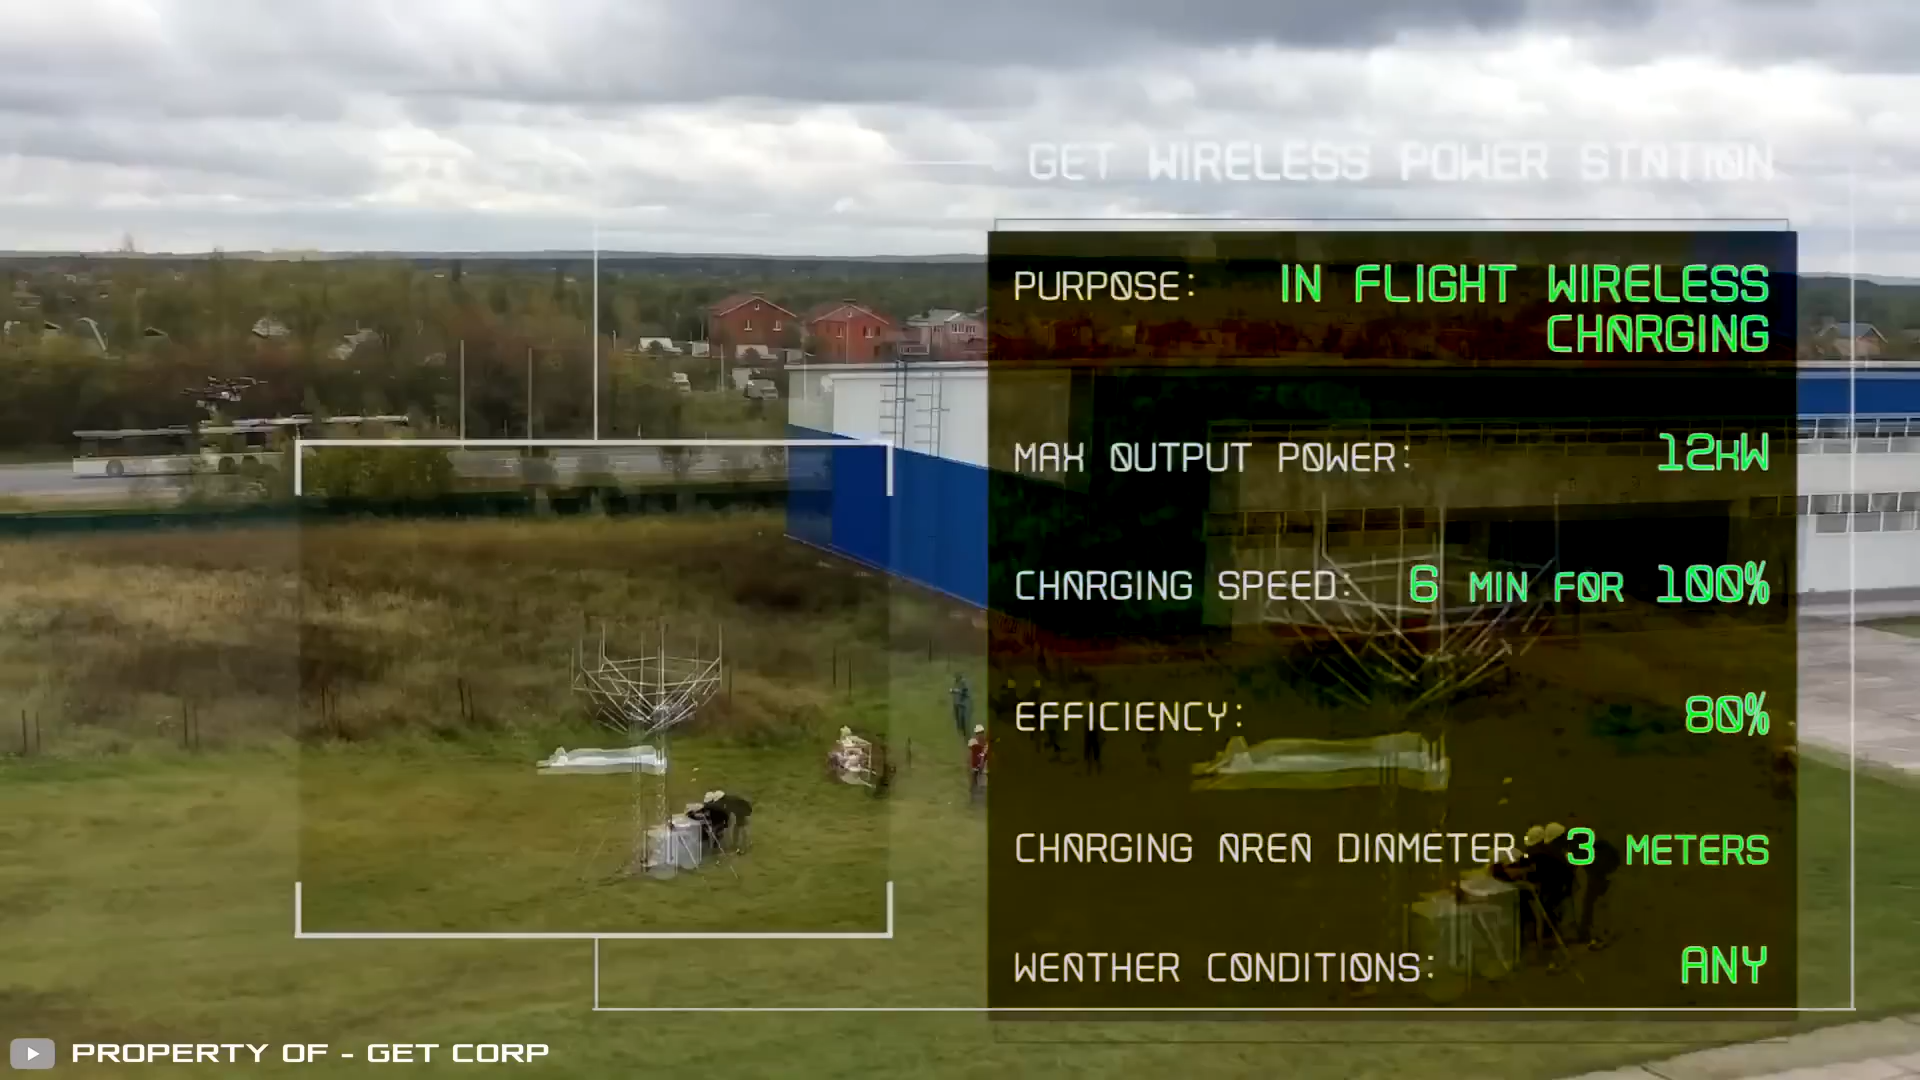 GET WIRELESS POWER STATION
PURPOSE: IN FLIGHT WIRELESS
CHARGING
MAX OUTPUT POWER: 12kW
CHARGING SPEED: 6 MIN FOR 100%
EFFICIENCY: 80%
CHARGING AREA DIAMETER: 3 METERS
WEATHER CONDITIONS: ANY
PROPERTY OF - GET CORP